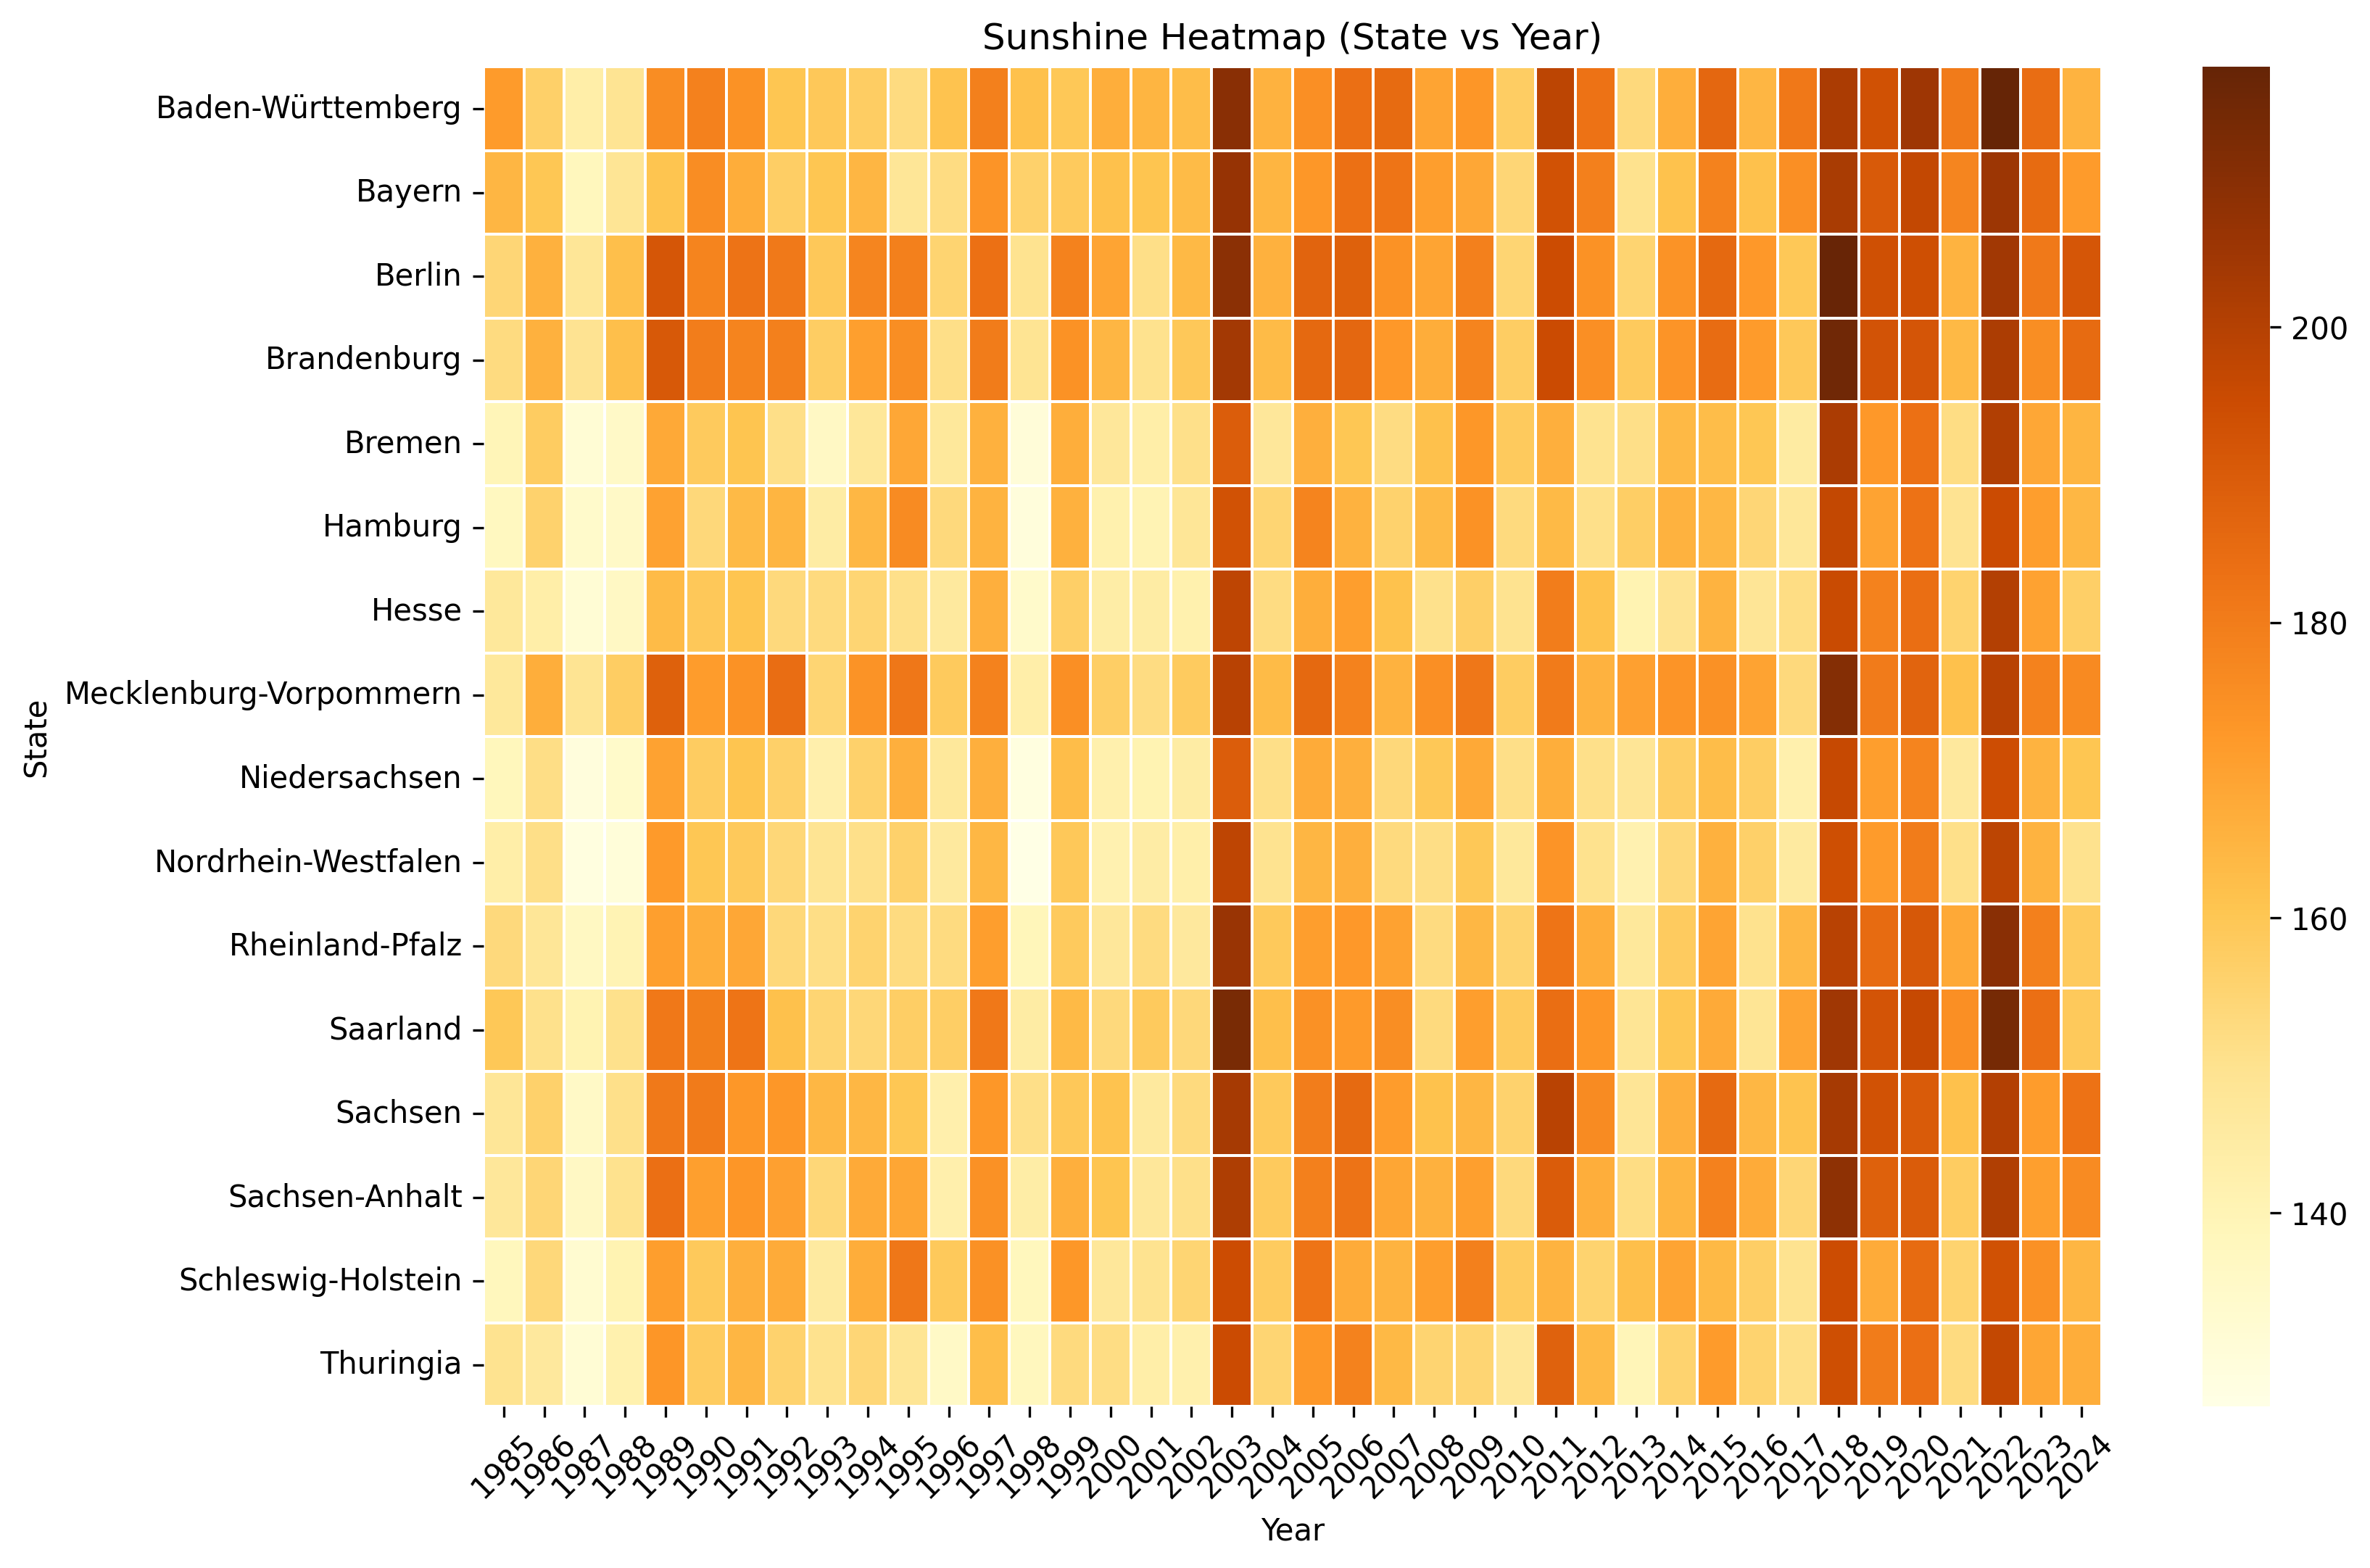 Sunshine Heatmap (State vs Year)
Baden-Württemberg
Bayern
Berlin
Brandenburg
Bremen
Hamburg
Hesse
Mecklenburg-Vorpommern
Niedersachsen
Nordrhein-Westfalen
Rheinland-Pfalz
Saarland
Sachsen
Sachsen-Anhalt
Schleswig-Holstein
Thuringia
State
1985 1986 1987 1988 1989 1990 1991 1992 1993 1994 1995 1996 1997 1998 1999 2000 2001 2002 2003 2004 2005 2006 2007 2008 2009 2010 2011 2012 2013 2014 2015 2016 2017 2018 2019 2020 2021 2022 2023 2024
Year
200
180
160
140